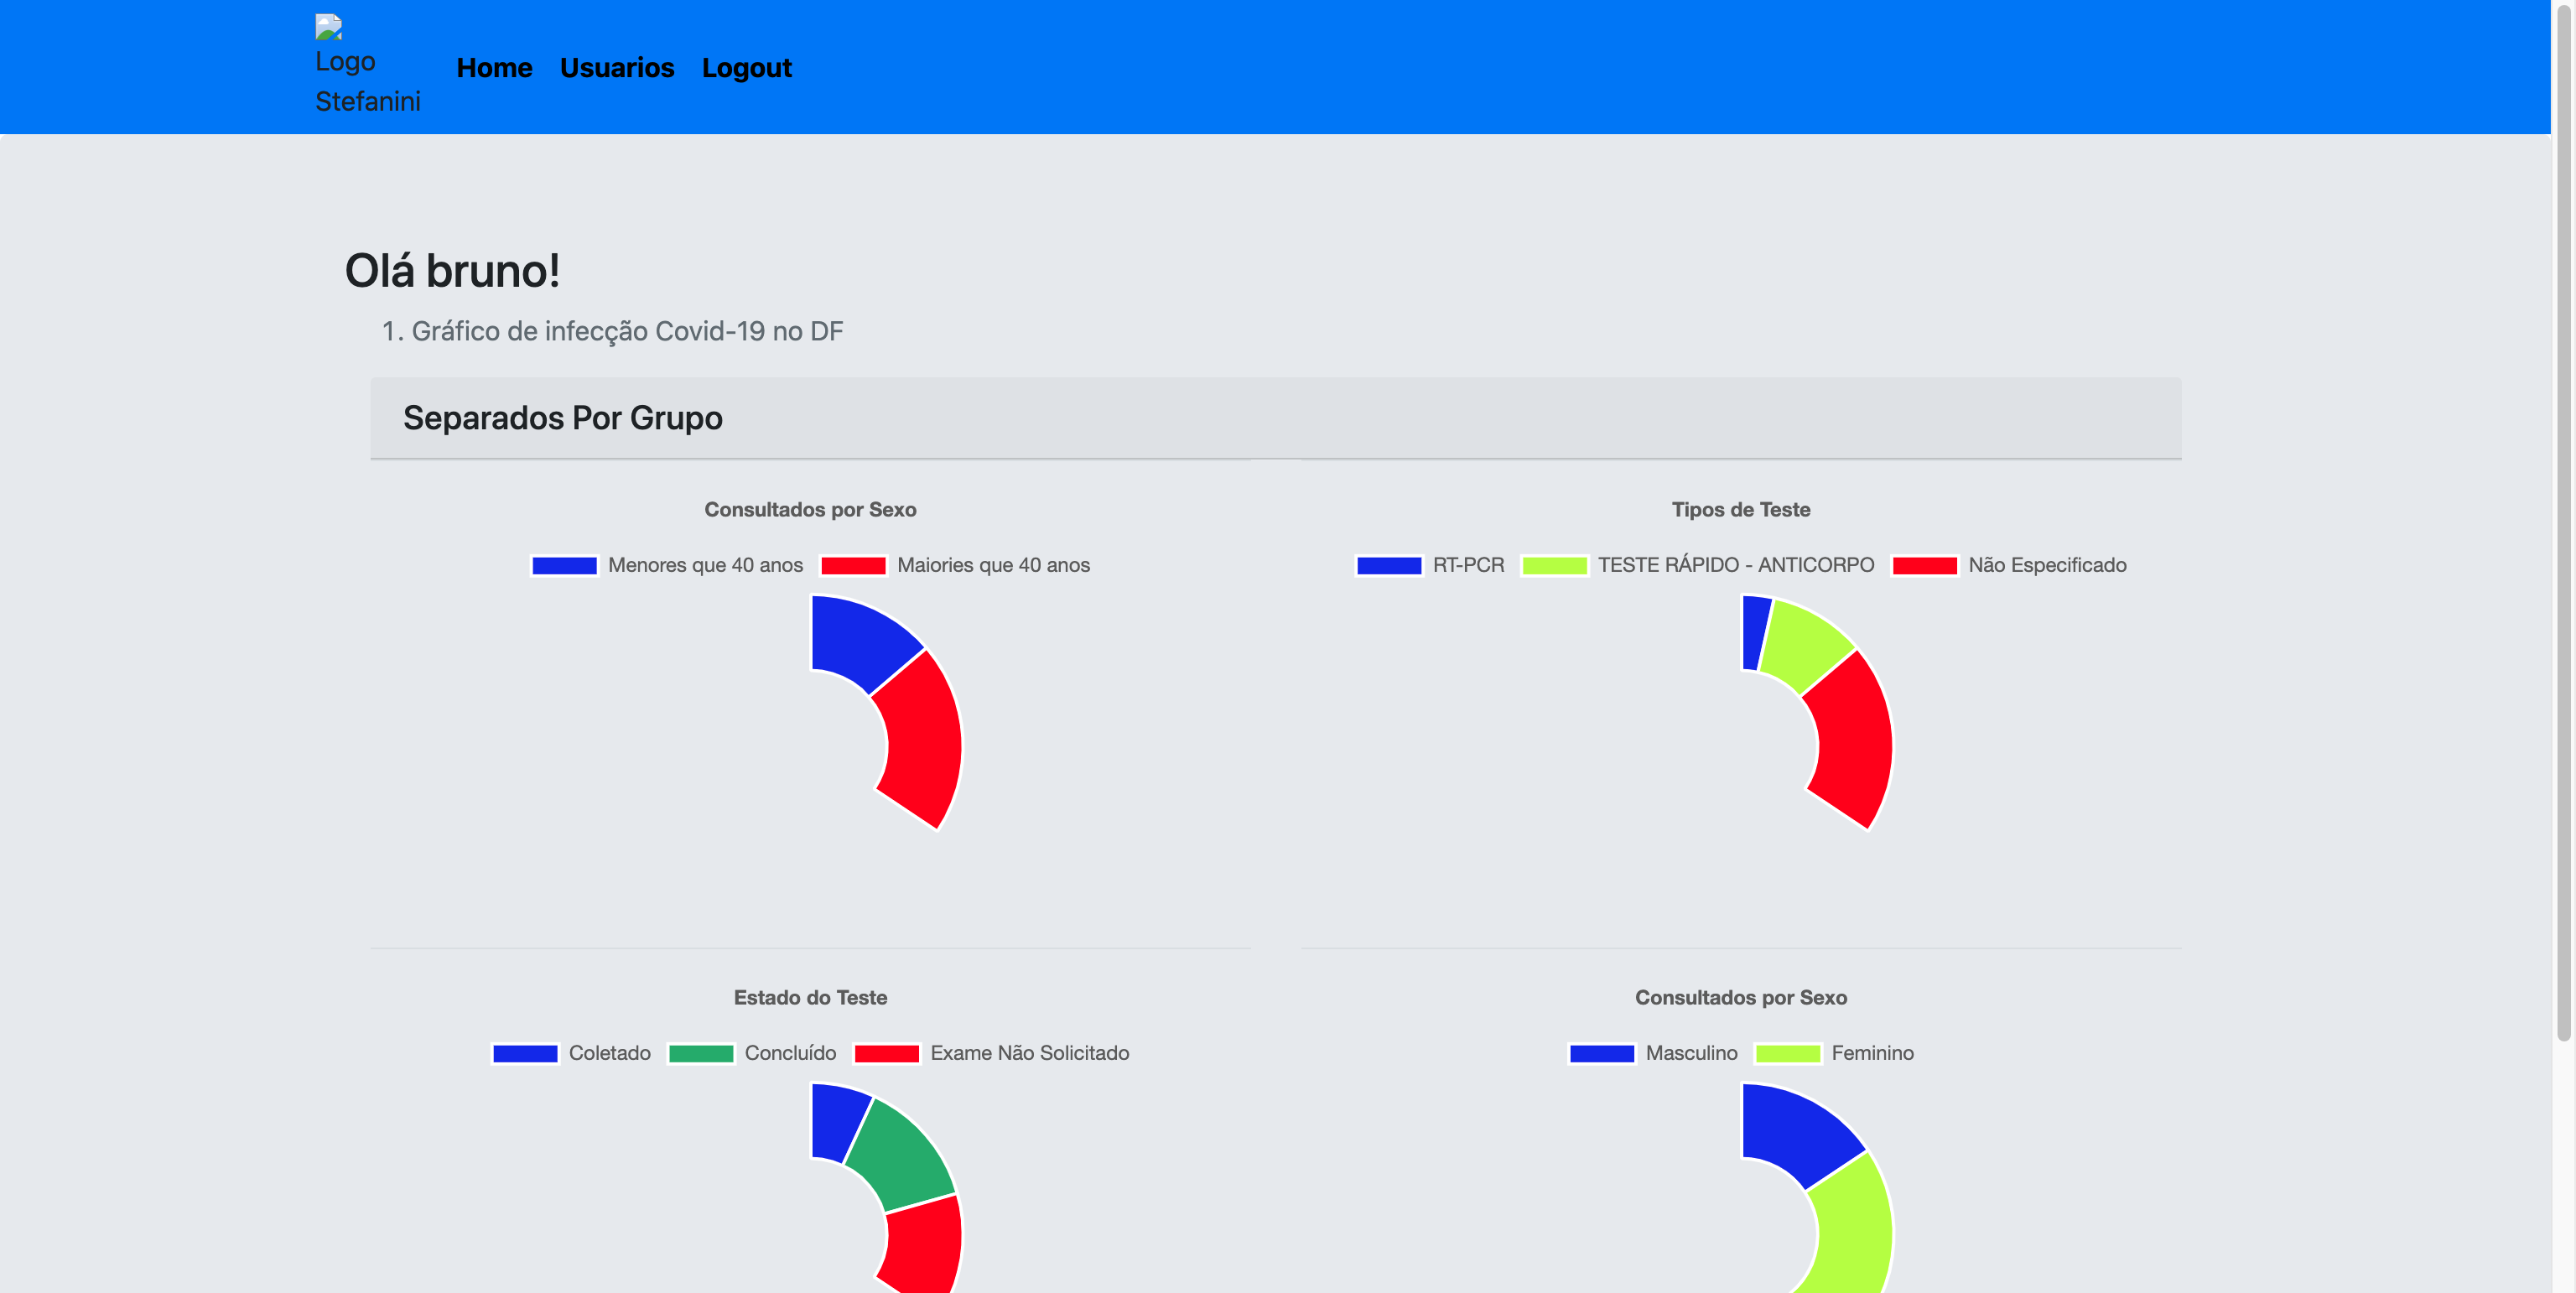 Logo
Stefanini
Home Usuarios Logout
Olá bruno!
1. Gráfico de infecção Covid-19 no DF
Separados Por Grupo
Consultados por Sexo
Menores que 40 anos Maiories que 40 anos
Tipos de Teste
RT-PCR TESTE RÁPIDO - ANTICORPO Não Especificado
Estado do Teste
Coletado Concluído Exame Não Solicitado
Consultados por Sexo
Masculino Feminino